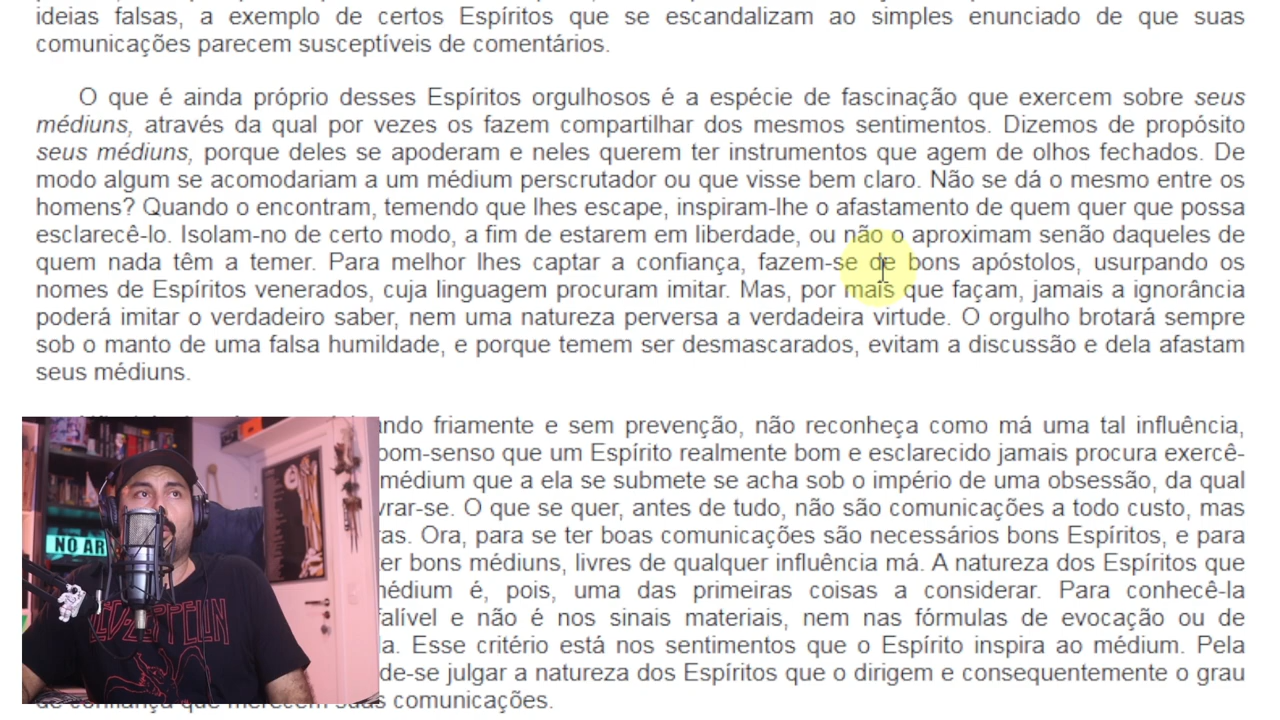 ideias falsas, a exemplo de certos Espíritos que se escandalizam ao simples enunciado de que suas
comunicações parecem susceptíveis de comentários.
O que é ainda próprio desses Espíritos orgulhosos é a espécie de fascinação que exercem sobre seus
médiuns, através da qual por vezes os fazem compartilhar dos mesmos sentimentos. Dizemos de propósito
seus médiuns, porque deles se apoderam e neles querem ter instrumentos que agem de olhos fechados. De
modo algum se acomodariam a um médium perscrutador ou que visse bem claro. Não se dá o mesmo entre os
homens? Quando o encontram, temendo que lhes escape, inspiram-lhe o afastamento de quem quer que possa
esclarecê-lo. Isolam-no de certo modo, a fim de estarem em liberdade, ou não o aproximam senão daqueles de
quem nada têm a temer. Para melhor lhes captar a confiança, fazem-se de bons apóstolos, usurpando os
nomes de Espíritos venerados, cuja linguagem procuram imitar. Mas, por mais que façam, jamais a ignorância
poderá imitar o verdadeiro saber, nem uma natureza perversa a verdadeira virtude. O orgulho brotará sempre
sob o manto de uma falsa humildade, e porque temem ser desmascarados, evitam a discussão e dela afastam
seus médiuns.
ando friamente e sem prevenção, não reconheça como má uma tal influência,
bom-senso que um Espírito realmente bom e esclarecido jamais procura exercê-
médium que a ela se submete se acha sob o império de uma obsessão, da qual
vrar-se. O que se quer, antes de tudo, não são comunicações a todo custo, mas
ras. Ora, para se ter boas comunicações são necessários bons Espíritos, e para
ter bons médiuns, livres de qualquer influência má. A natureza dos Espíritos que
médium é, pois, uma das primeiras coisas a considerar. Para conhecê-la
falível e não é nos sinais materiais, nem nas fórmulas de evocação ou de
la. Esse critério está nos sentimentos que o Espírito inspira ao médium. Pela
de-se julgar a natureza dos Espíritos que o dirigem e consequentemente o grau
de confiança que merecem suas comunicações.
NO AR
LED ZEPPELIN